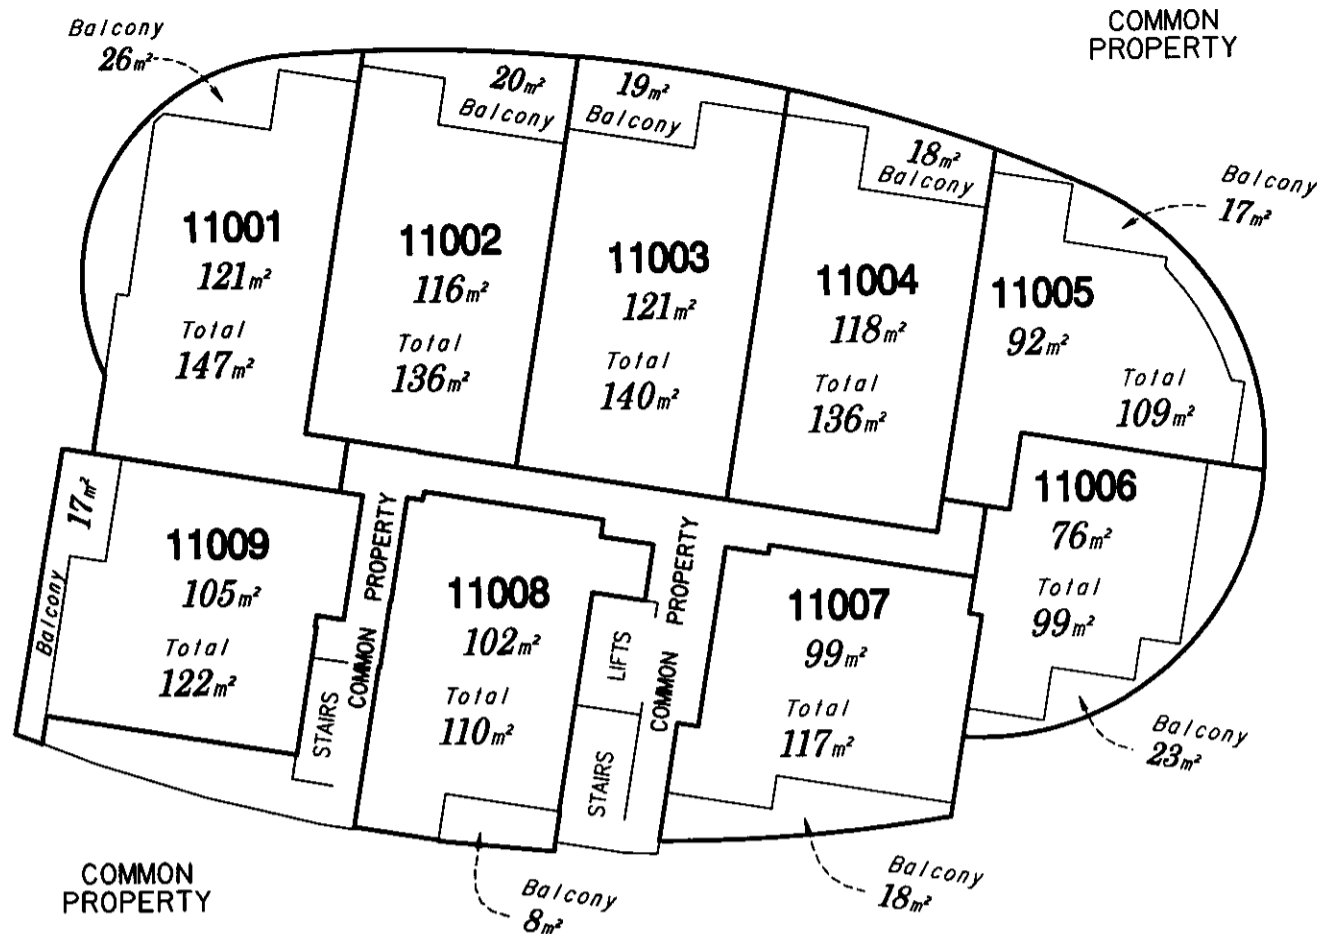 COMMON
PROPERTY
Balcony
26m²
20m²
Balcony
19m²
Balcony
18m²
Balcony
Balcony
17m²
11001
121m²
Total
147m²
11002
116m²
Total
136m²
11003
121m²
Total
140m²
11004
118m²
Total
136m²
11005
92m²
Total
109m²
11006
76m²
Total
99m²
Balcony
23m²
17m²
Balcony
11009
105m²
Total
122m²
STAIRS
COMMON PROPERTY
11008
102m²
Total
110m²
LIFTS
STAIRS
COMMON PROPERTY
11007
99m²
Total
117m²
Balcony
18m²
Balcony
8m²
COMMON
PROPERTY